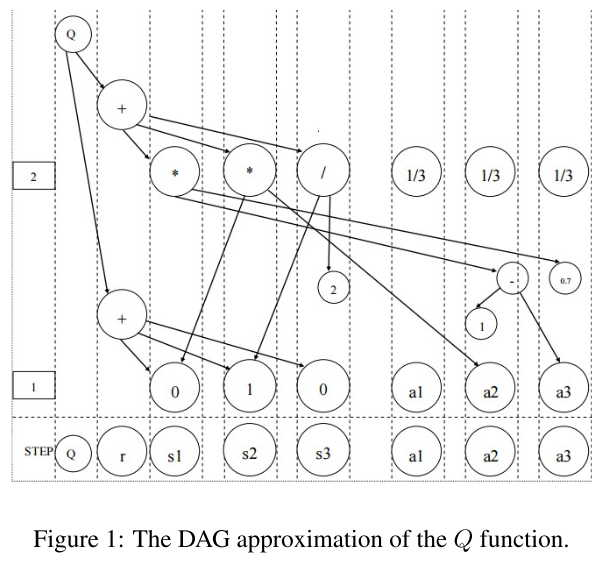 Q
+
2 * * / 1/3 1/3 1/3
- 0.7
2
+ 1
1 0 1 0 a1 a2 a3
STEP Q r s1 s2 s3 a1 a2 a3
Figure 1: The DAG approximation of the Q function.